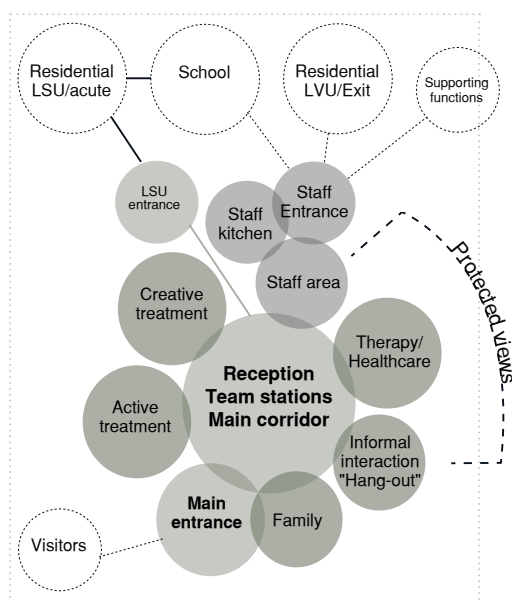 Residential
LSU/acute
School
Residential
LVU/Exit
Supporting
functions
LSU
entrance
Staff
kitchen
Staff
Entrance
Staff area
Protected views
Creative
treatment
Therapy/
Healthcare
Reception
Team stations
Main corridor
Active
treatment
Informal
interaction
"Hang-out"
Main
entrance
Family
Visitors